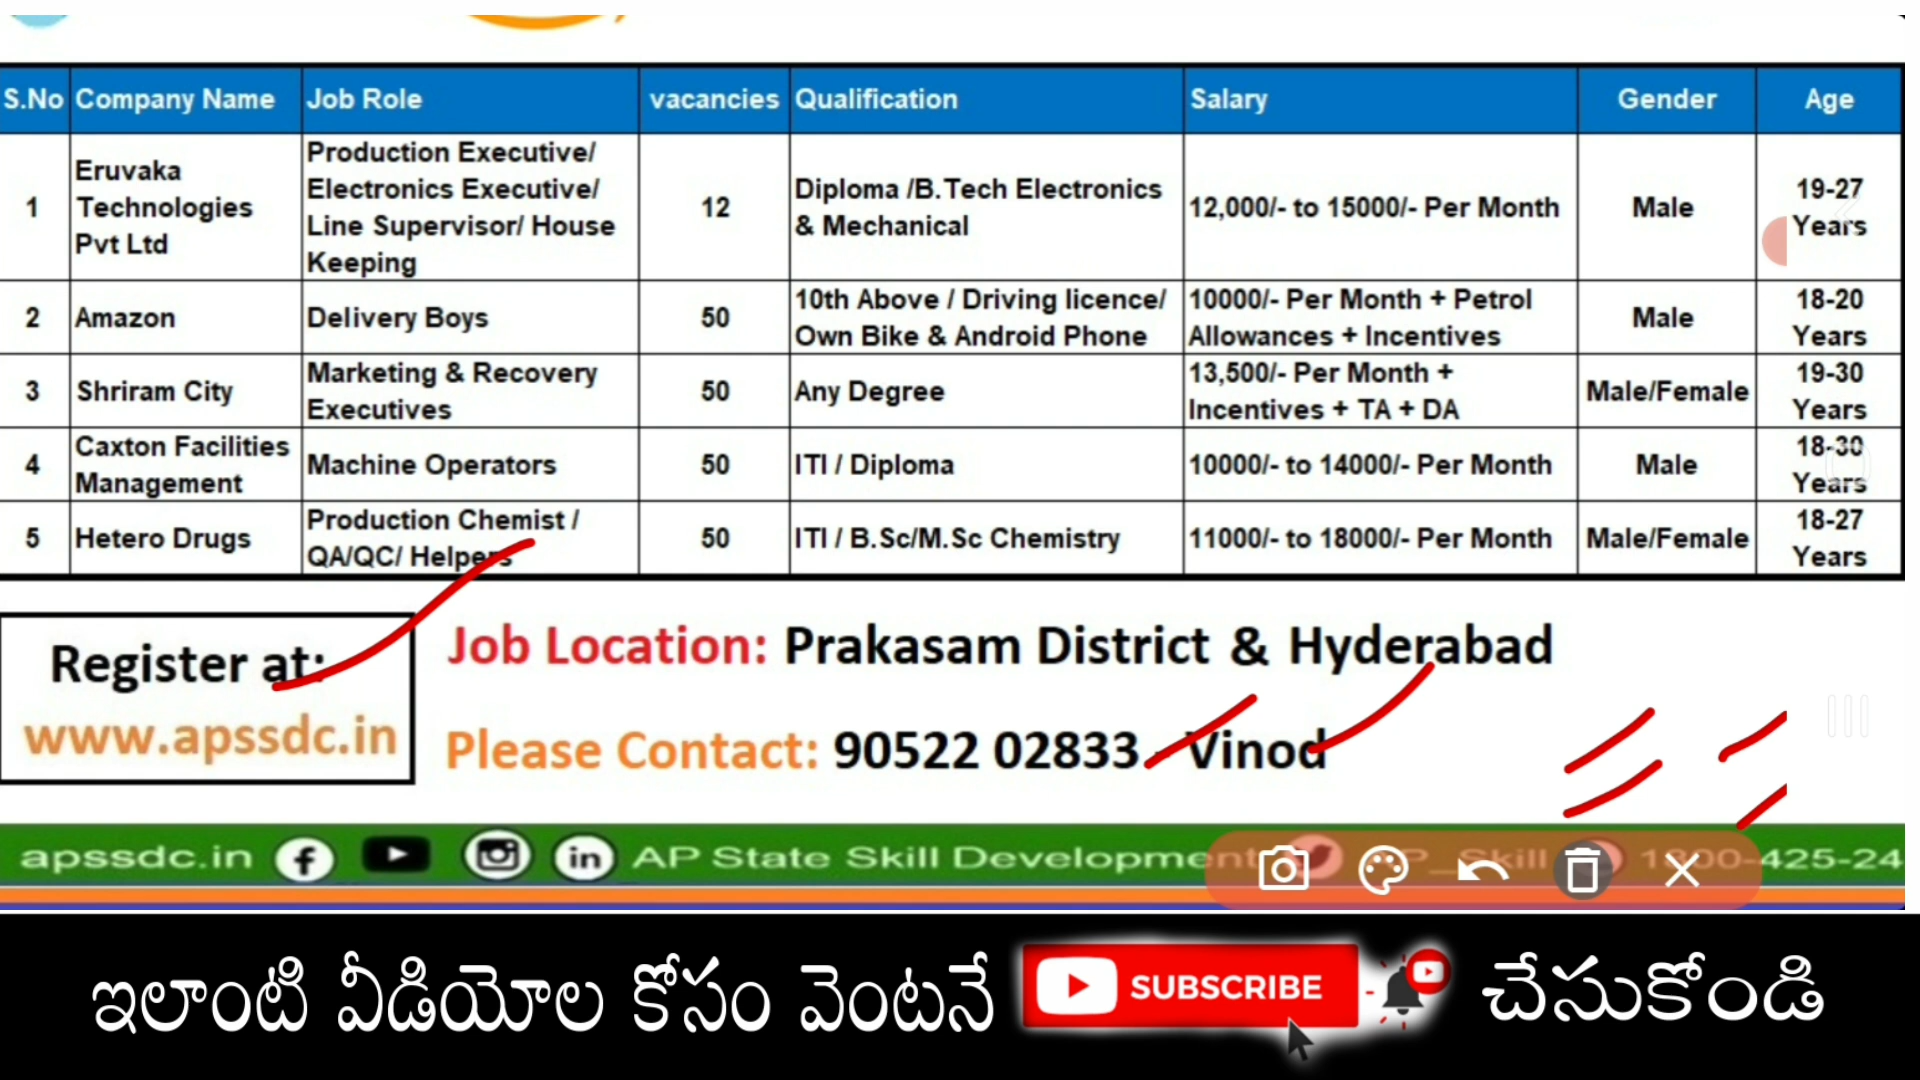 S.No Company Name Job Role vacancies Qualification Salary Gender Age
1 Eruvaka Technologies Pvt Ltd Production Executive/ Electronics Executive/ Line Supervisor/ House Keeping 12 Diploma /B.Tech Electronics & Mechanical 12,000/- to 15000/- Per Month Male 19-27 Years
2 Amazon Delivery Boys 50 10th Above / Driving licence/ Own Bike & Android Phone 10000/- Per Month + Petrol Allowances + Incentives Male 18-20 Years
3 Shriram City Marketing & Recovery Executives 50 Any Degree 13,500/- Per Month + Incentives + TA + DA Male/Female 19-30 Years
4 Caxton Facilities Management Machine Operators 50 ITI / Diploma 10000/- to 14000/- Per Month Male 18-30 Years
5 Hetero Drugs Production Chemist / QA/QC/ Helpers 50 ITI / B.Sc/M.Sc Chemistry 11000/- to 18000/- Per Month Male/Female 18-27 Years
Register at:
www.apssdc.in
Job Location: Prakasam District & Hyderabad
Please Contact: 90522 02833 - Vinod
apssdc.in AP State Skill Development _Skill 1800-425-24
ఇలాంటి వీడియోల కోసం వెంటనే SUBSCRIBE చేసుకోండి